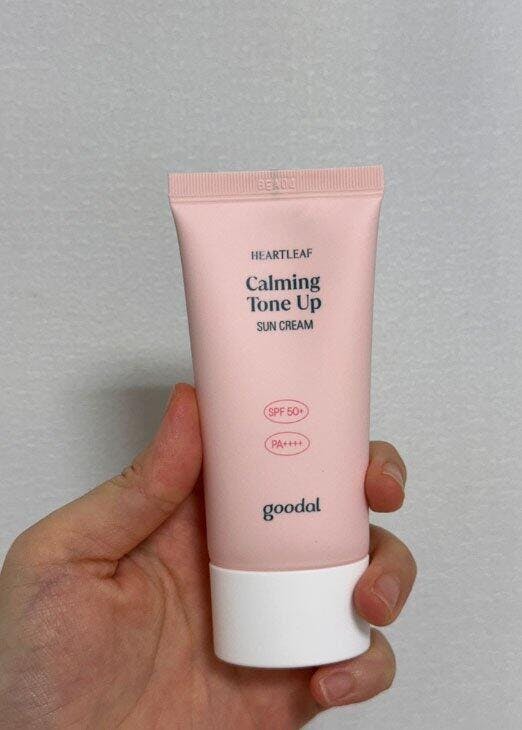 HEARTLEAF
Calming
Tone Up
SUN CREAM
SPF 50+
PA++++
goodal